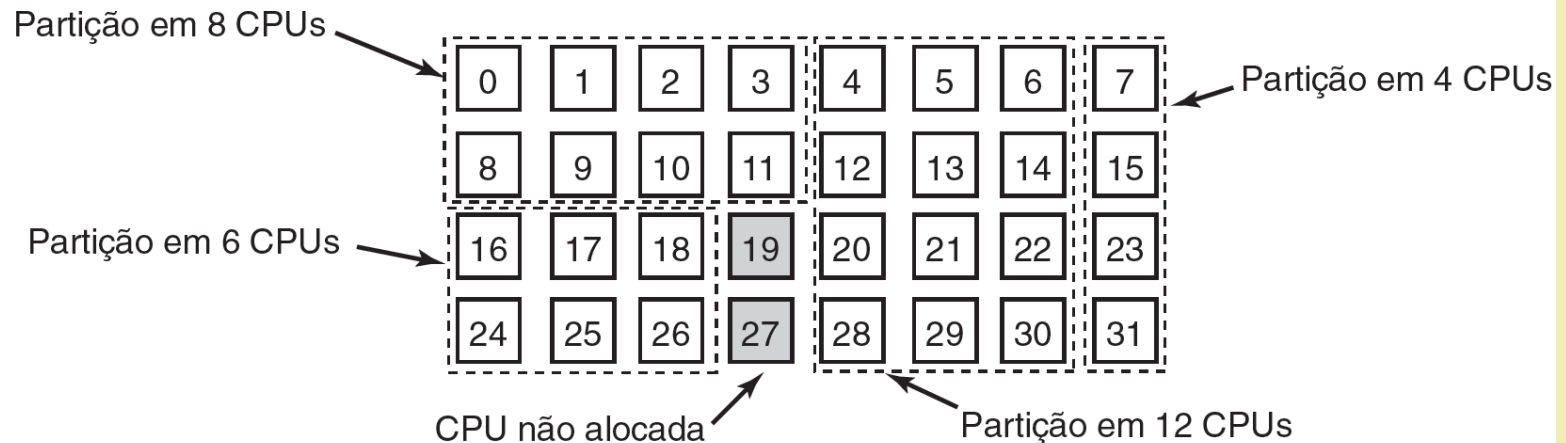 Partição em 8 CPUs
0 1 2 3 4 5 6 7
Partição em 4 CPUs
8 9 10 11 12 13 14 15
Partição em 6 CPUs
16 17 18 19 20 21 22 23
24 25 26 27 28 29 30 31
CPU não alocada
Partição em 12 CPUs